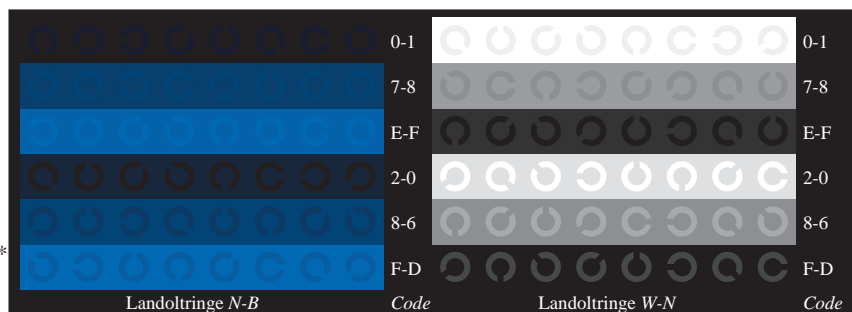 0-1 0-1
7-8 7-8
E-F E-F
2-0 2-0
8-6 8-6
* F-D F-D
Landoltringe N-B Code Landoltringe W-N Code